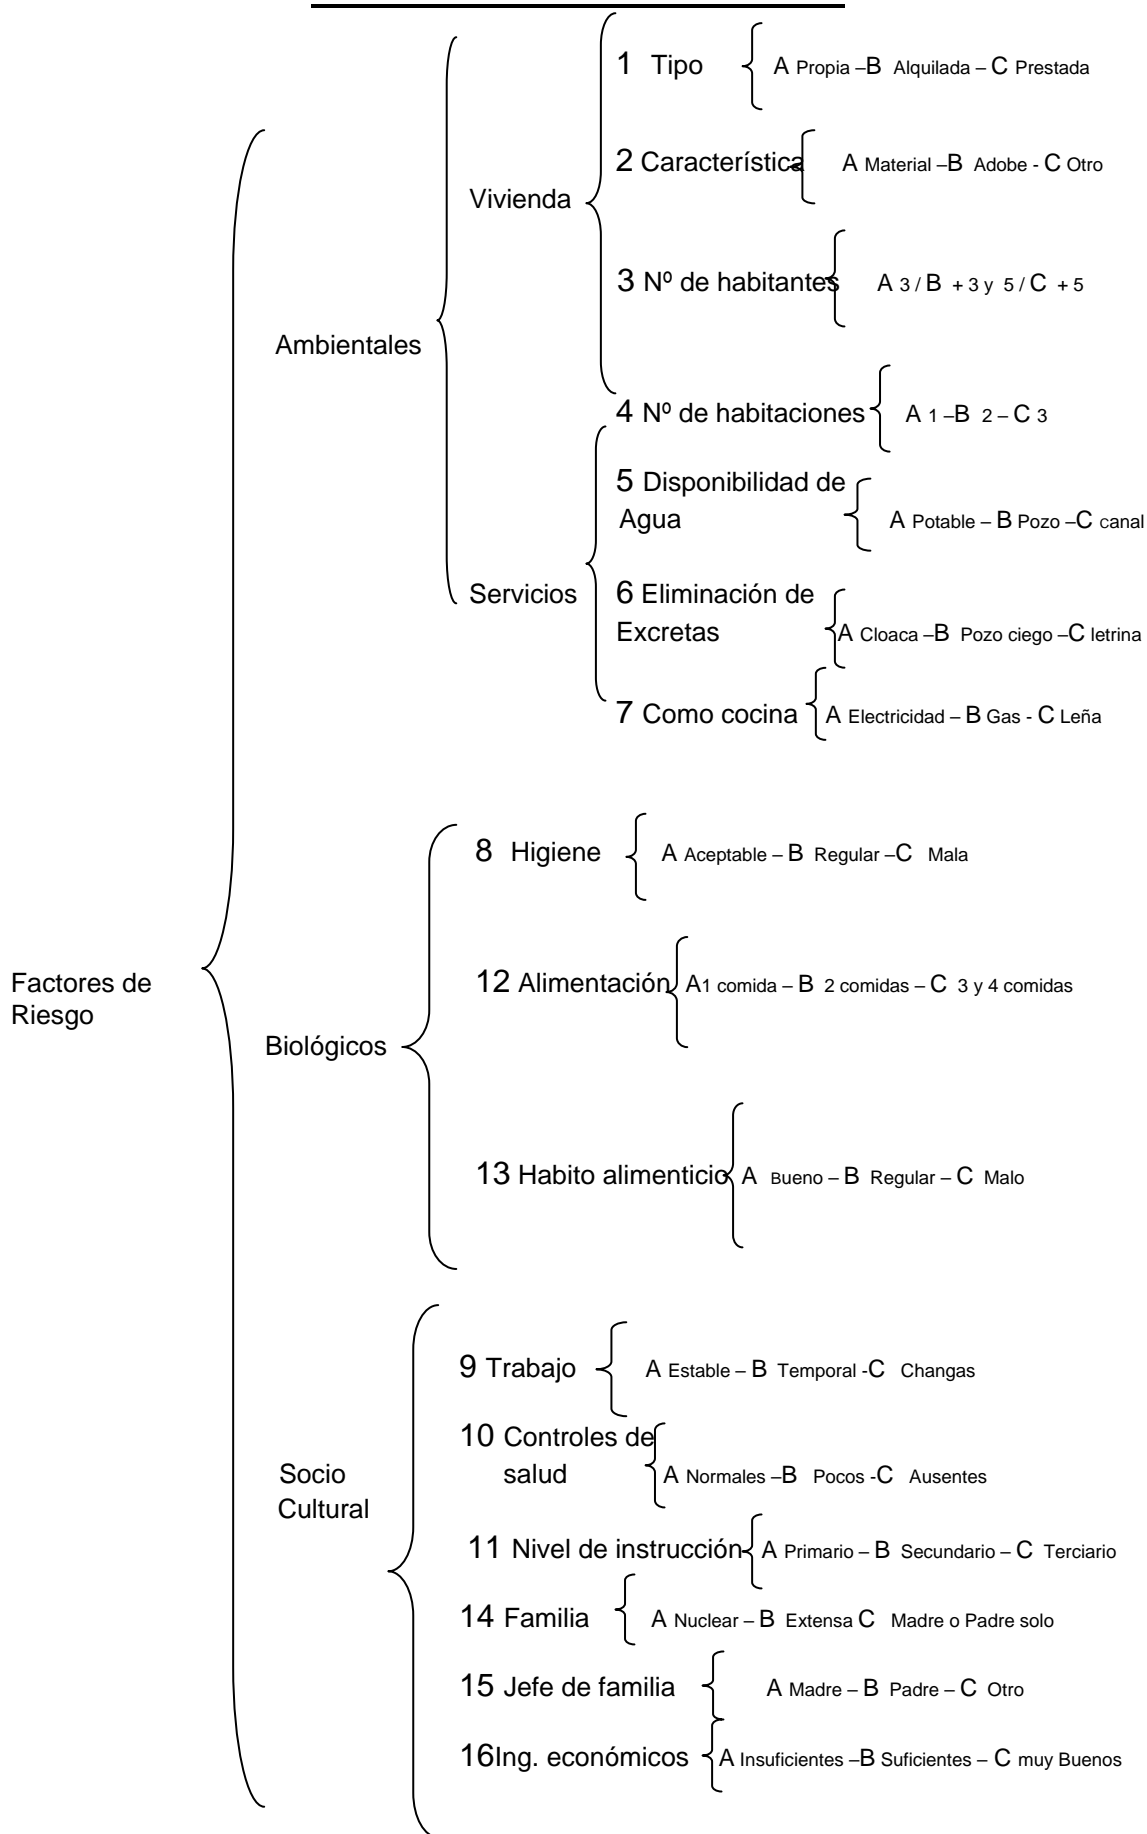 1 Tipo A Propia –B Alquilada – C Prestada
2 Característica A Material –B Adobe - C Otro
Vivienda
3 Nº de habitantes A 3 / B + 3 y 5 / C + 5
Ambientales
4 Nº de habitaciones A 1 –B 2 – C 3
5 Disponibilidad de
Agua A Potable – B Pozo –C canal
Servicios
6 Eliminación de
Excretas A Cloaca –B Pozo ciego –C letrina
7 Como cocina A Electricidad – B Gas - C Leña
8 Higiene A Aceptable – B Regular –C Mala
Factores de
Riesgo
12 Alimentación A1 comida – B 2 comidas – C 3 y 4 comidas
Biológicos
13 Habito alimenticio A Bueno – B Regular – C Malo
9 Trabajo A Estable – B Temporal -C Changas
10 Controles de
salud A Normales –B Pocos -C Ausentes
Socio
Cultural
11 Nivel de instrucción A Primario – B Secundario – C Terciario
14 Familia A Nuclear – B Extensa C Madre o Padre solo
15 Jefe de familia A Madre – B Padre – C Otro
16Ing. económicos A Insuficientes –B Suficientes – C muy Buenos